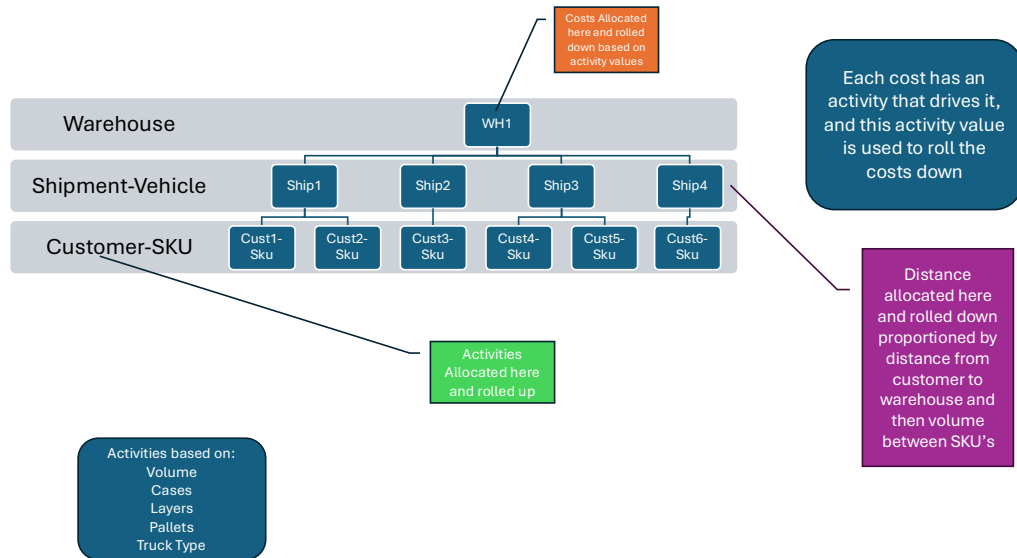 Costs Allocated
here and rolled
down based on
activity values
Each cost has an
activity that drives it,
and this activity value
is used to roll the
costs down
Warehouse
WH1
Shipment-Vehicle
Ship1
Ship2
Ship3
Ship4
Customer-SKU
Cust1-
Sku
Cust2-
Sku
Cust3-
Sku
Cust4-
Sku
Cust5-
Sku
Cust6-
Sku
Distance
allocated here
and rolled down
proportioned by
distance from
customer to
warehouse and
then volume
between SKU's
Activities
Allocated here
and rolled up
Activities based on:
Volume
Cases
Layers
Pallets
Truck Type